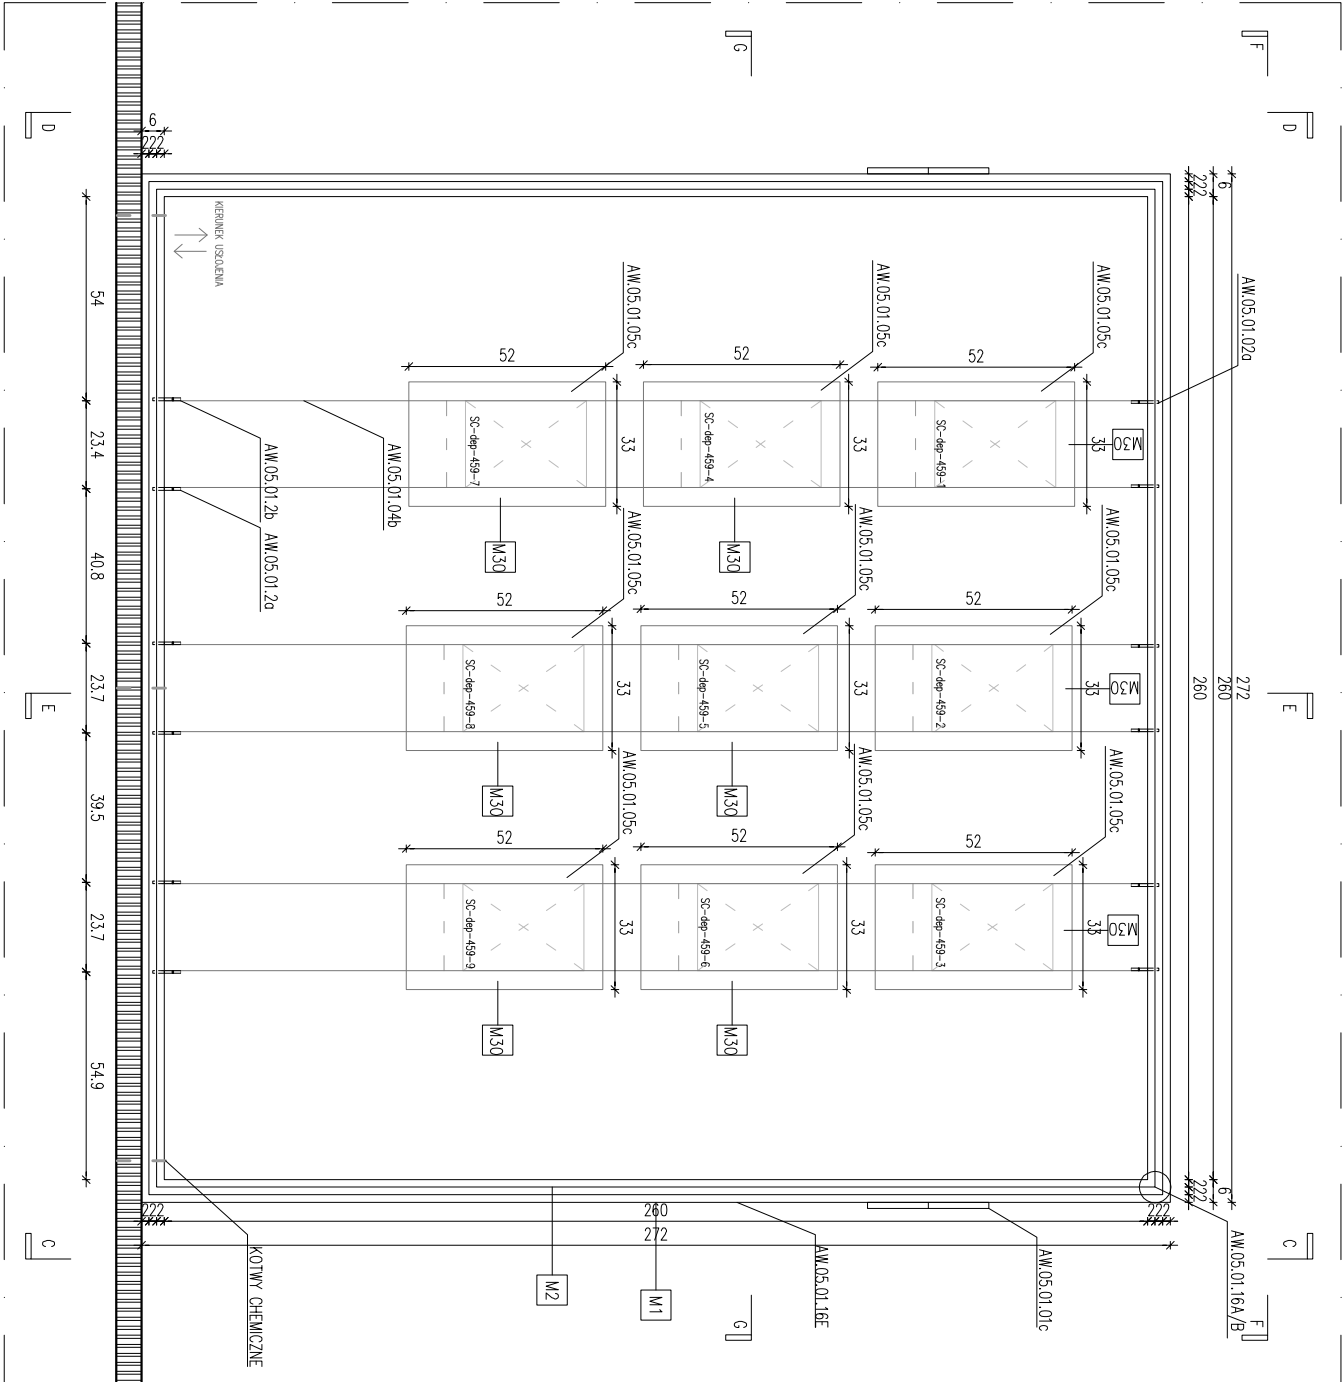 G
F
D
D
6
222
6
222
272
260
260
KIERUNEK USŁOJENIA
AW.05.01.02a
AW.05.01.05c
AW.05.01.05c
AW.05.01.05c
54
52
52
52
33
33
33
SC-dep-459-7
SC-dep-459-4
SC-dep-459-1
M30
23.4
AW.05.01.04b
AW.05.01.2b
AW.05.01.2a
M30
M30
AW.05.01.05c
AW.05.01.05c
AW.05.01.05c
40.8
52
52
52
33
33
33
SC-dep-459-8
SC-dep-459-5
SC-dep-459-2
M30
23.7
E
E
M30
M30
AW.05.01.05c
AW.05.01.05c
AW.05.01.05c
39.5
52
52
52
33
33
33
SC-dep-459-9
SC-dep-459-6
SC-dep-459-3
M30
23.7
M30
M30
54.9
222
260
222
272
6
222
C
C
KOTWY CHEMICZNE
M2
M1
AW.05.01.16E
AW.05.01.01c
AW.05.01.16A/B
G
F